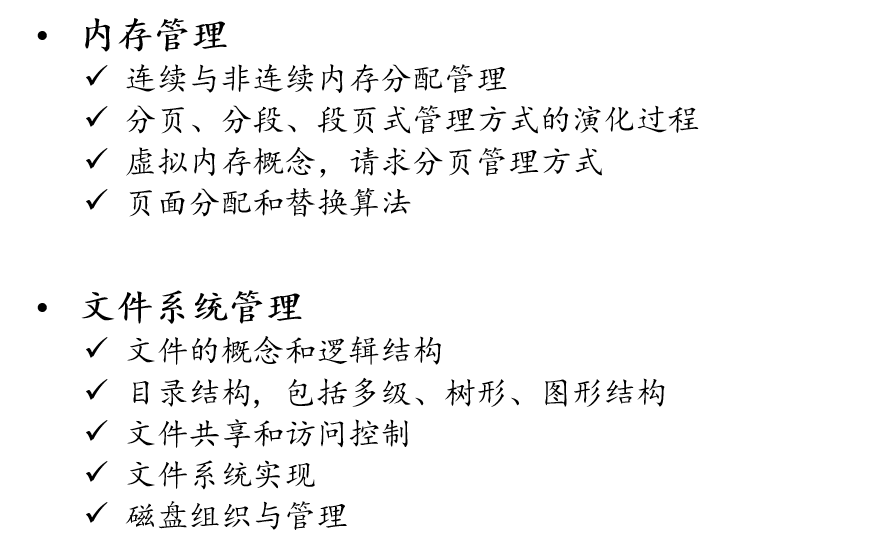 • 内存管理
✓ 连续与非连续内存分配管理
✓ 分页、分段、段页式管理方式的演化过程
✓ 虚拟内存概念，请求分页管理方式
✓ 页面分配和替换算法
• 文件系统管理
✓ 文件的概念和逻辑结构
✓ 目录结构，包括多级、树形、图形结构
✓ 文件共享和访问控制
✓ 文件系统实现
✓ 磁盘组织与管理